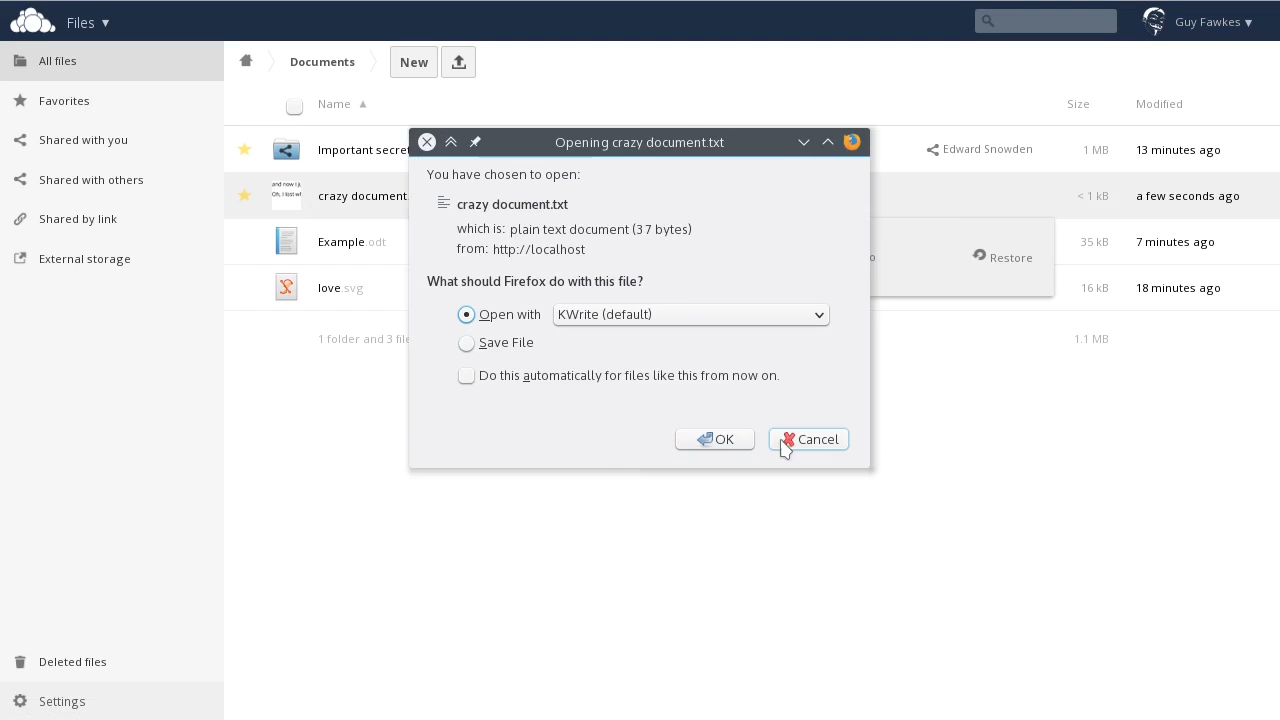 Files ▼
Guy Fawkes ▼
All files
Favorites
Shared with you
Shared with others
Shared by link
External storage
Deleted files
Settings
Documents
New
Name ▲ Size Modified
Important secret Edward Snowden 1 MB 13 minutes ago
crazy document. < 1 kB a few seconds ago
Example.odt 35 kB 7 minutes ago
love.svg 16 kB 18 minutes ago
1 folder and 3 file 1.1 MB
Restore
Opening crazy document.txt
You have chosen to open:
crazy document.txt
which is: plain text document (37 bytes)
from: http://localhost
What should Firefox do with this file?
Open with KWrite (default)
Save File
Do this automatically for files like this from now on.
OK Cancel